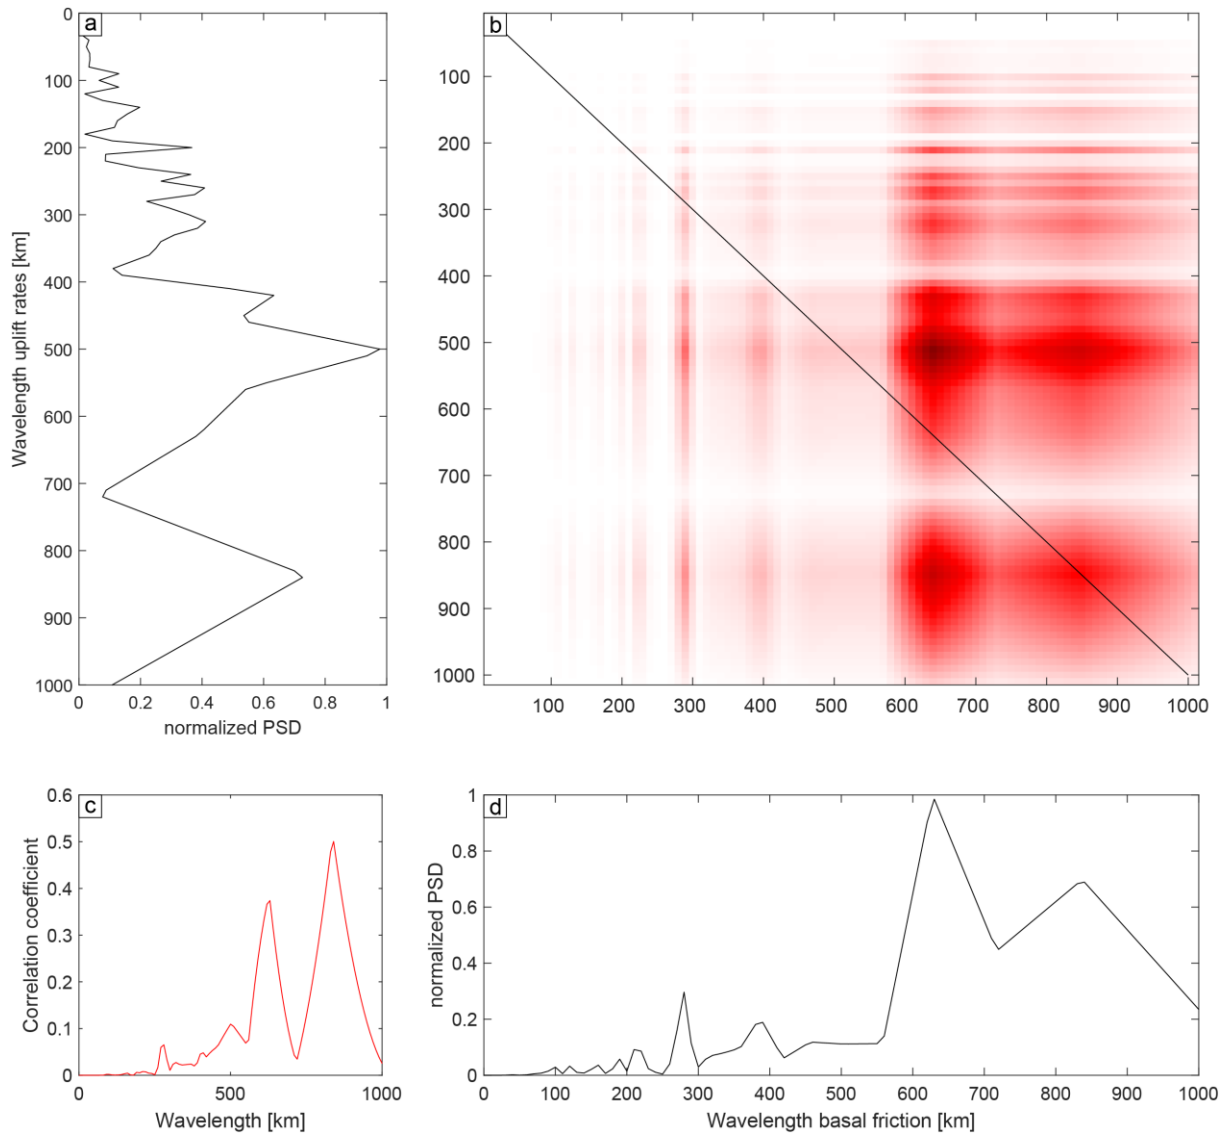 a
0
100
200
300
400
500
600
700
800
900
1000
Wavelength uplift rates [km]
0 0.2 0.4 0.6 0.8 1
normalized PSD
b
100
200
300
400
500
600
700
800
900
1000
100 200 300 400 500 600 700 800 900 1000
c
0.6
0.5
0.4
0.3
0.2
0.1
0
Correlation coefficient
0 500 1000
Wavelength [km]
d
1
0.8
0.6
0.4
0.2
0
normalized PSD
0 100 200 300 400 500 600 700 800 900 1000
Wavelength basal friction [km]